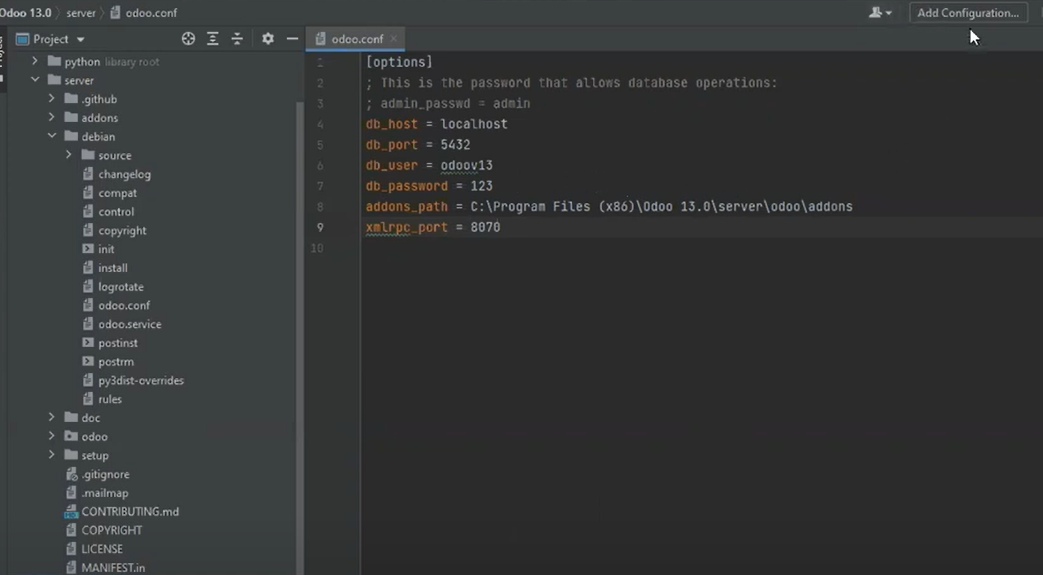 Odoo 13.0 server odoo.conf
Add Configuration...
Project
odoo.conf
python library root
server
.github
addons
debian
source
changelog
compat
control
copyright
init
install
logrotate
odoo.conf
odoo.service
postinst
postrm
py3dist-overrides
rules
doc
odoo
setup
.gitignore
.mailmap
CONTRIBUTING.md
COPYRIGHT
LICENSE
MANIFEST.in
1 [options]
2 ; This is the password that allows database operations:
3 ; admin_passwd = admin
4 db_host = localhost
5 db_port = 5432
6 db_user = odoov13
7 db_password = 123
8 addons_path = C:\Program Files (x86)\Odoo 13.0\server\odoo\addons
9 xmlrpc_port = 8070
10